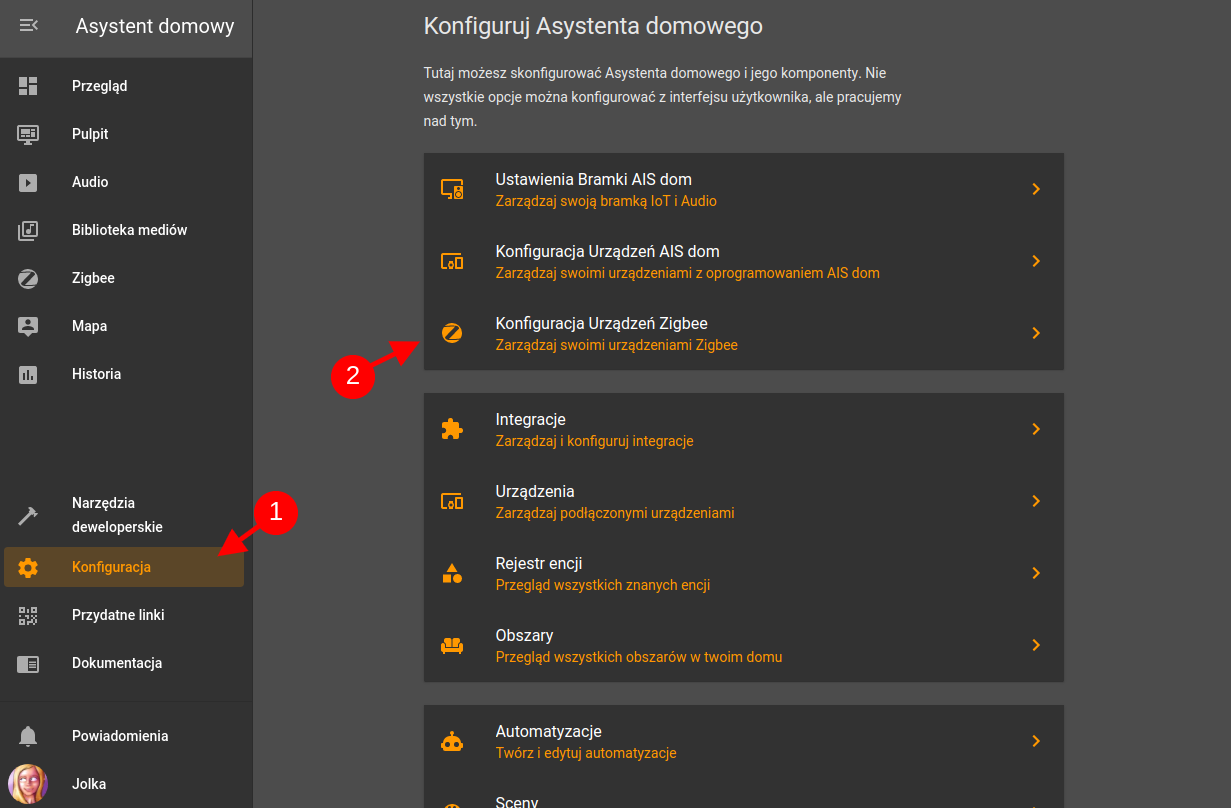 Asystent domowy
Przegląd
Pulpit
Audio
Biblioteka mediów
Zigbee
Mapa
Historia
Narzędzia
deweloperskie
1
Konfiguracja
Przydatne linki
Dokumentacja
Powiadomienia
Jolka
Konfiguruj Asystenta domowego
Tutaj możesz skonfigurować Asystenta domowego i jego komponenty. Nie
wszystkie opcje można konfigurować z interfejsu użytkownika, ale pracujemy
nad tym.
Ustawienia Bramki AIS dom
Zarządzaj swoją bramką IoT i Audio
Konfiguracja Urządzeń AIS dom
Zarządzaj swoimi urządzeniami z oprogramowaniem AIS dom
Konfiguracja Urządzeń Zigbee
Zarządzaj swoimi urządzeniami Zigbee
2
Integracje
Zarządzaj i konfiguruj integracje
Urządzenia
Zarządzaj podłączonymi urządzeniami
Rejestr encji
Przegląd wszystkich znanych encji
Obszary
Przegląd wszystkich obszarów w twoim domu
Automatyzacje
Twórz i edytuj automatyzacje
Sceny